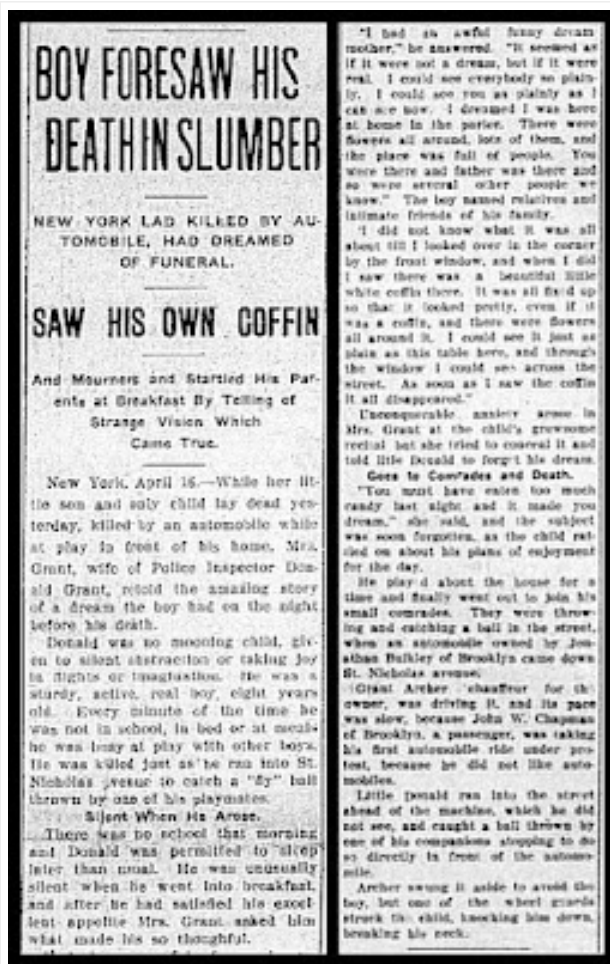 BOY FORESAW HIS
DEATH IN SLUMBER
NEW YORK LAD KILLED BY AU-
TOMOBILE, HAD DREAMED
OF FUNERAL.
SAW HIS OWN COFFIN
And Mourners and Startled His Par-
ents at Breakfast By Telling of
Strange Vision Which
Came True.
New York, April 16.—While her lit-
tle son and only child lay dead yes-
terday, killed by an automobile while
at play in front of his home, Mrs.
Grant, wife of Police Inspector Don-
ald Grant, retold the amazing story
of a dream the boy had on the night
before his death.
Donald was no mooning child, giv-
en to silent abstraction or taking joy
in flights or imagination. He was a
sturdy, active, real boy, eight years
old. Every minute of the time he
was not in school, in bed or at meals
he was busy at play with other boys.
He was killed just as he ran into St.
Nicholas avenue to catch a "fly" ball
thrown by one of his playmates.
Silent When He Arose.
There was no school that morning
and Donald was permitted to sleep
later than usual. He was unusually
silent when he went into breakfast,
and after he had satisfied his excel-
lent appetite Mrs. Grant asked him
what made his so thoughtful.
"I had an awful funny dream
mother," he answered. "It seemed as
if it were not a dream, but if it were
real. I could see everybody so plain-
ly. I could see you as plainly as I
can see now. I dreamed I was here
at home in the parlor. There were
flowers all around, lots of them, and
the place was full of people. You
were there and father was there and
so were several other people we
know." The boy named relatives and
intimate friends of his family.
"I did not know what it was all
about till I looked over in the corner
by the front window, and when I did
I saw there was a beautiful little
white coffin there. It was all fixed up
so that it looked pretty, even if it
was a coffin, and there were flowers
all around it. I could see it just as
plain as this table here, and through
the window I could see across the
street. As soon as I saw the coffin
it all disappeared."
Unconquerable anxiety arose in
Mrs. Grant at the child's gruesome
recital but she tried to conceal it and
told little Donald to forget his dream.
Goes to Comrades and Death.
"You must have eaten too much
candy last night and it made you
dream," she said, and the subject
was soon forgotten, as the child rat-
tled on about his plans of enjoyment
for the day.
He played about the house for a
time and finally went out to join his
small comrades. They were throw-
ing and catching a ball in the street,
when an automobile owned by Jon-
athan Bulkley of Brooklyn came down
St. Nicholas avenue.
Grant Archer chauffeur for the
owner, was driving it, and its pace
was slow, because John W. Chapman
of Brooklyn, a passenger, was taking
his first automobile ride under pro-
test, because he did not like auto-
mobiles.
Little Donald ran into the street
ahead of the machine, which he did
not see, and caught a ball thrown by
one of his companions stopping to do
so directly in front of the automo-
bile.
Archer swung it aside to avoid the
boy, but one of the wheel guards
struck the child, knocking him down,
breaking his neck.